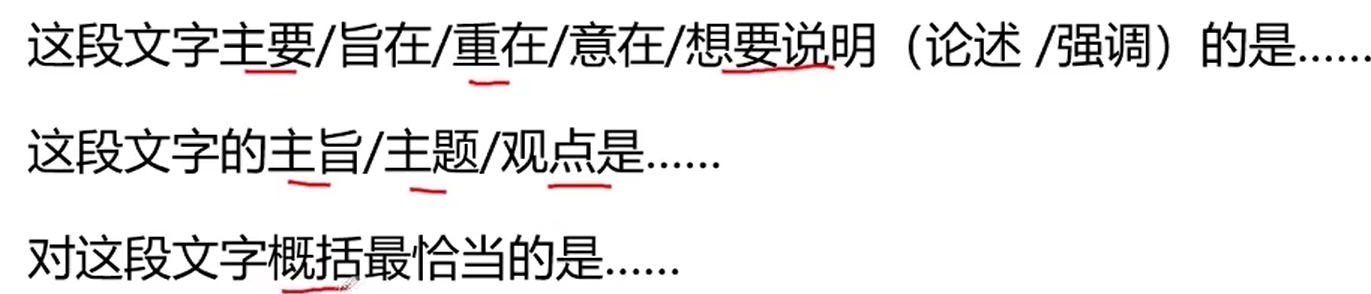 这段文字主要/旨在/重在/意在/想要说明（论述 /强调）的是……
这段文字的主旨/主题/观点是……
对这段文字概括最恰当的是……